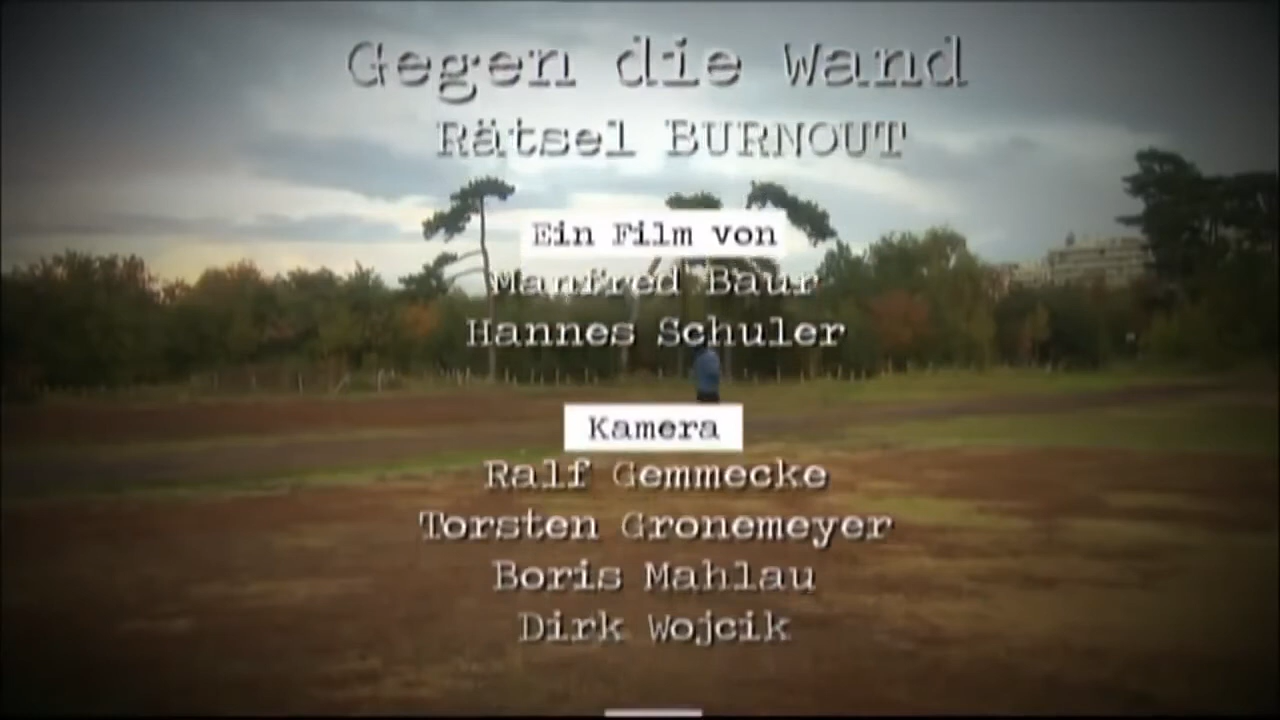 Gegen die Wand
Rätsel BURNOUT
Ein Film von
Manfred Baur
Hannes Schuler
Kamera
Ralf Gemmecke
Torsten Gronemeyer
Boris Mahlau
Dirk Wojcik